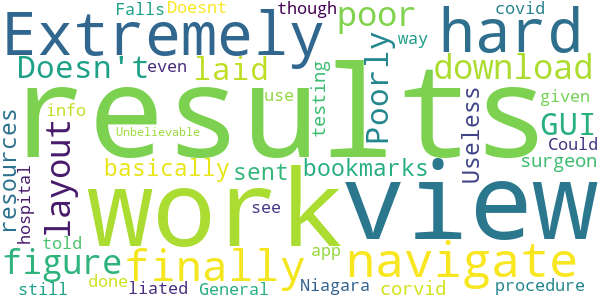 Falls Doesnt though covid
Extremely poor hard
Doesn't even laid way download
results
info use testing Poorly Useless given GUI
resources layout Unbelievable Could
hospital basically sent bookmarks surgeon
work view
told see
figure finally app navigate
still done liated General Niagara corvid procedure